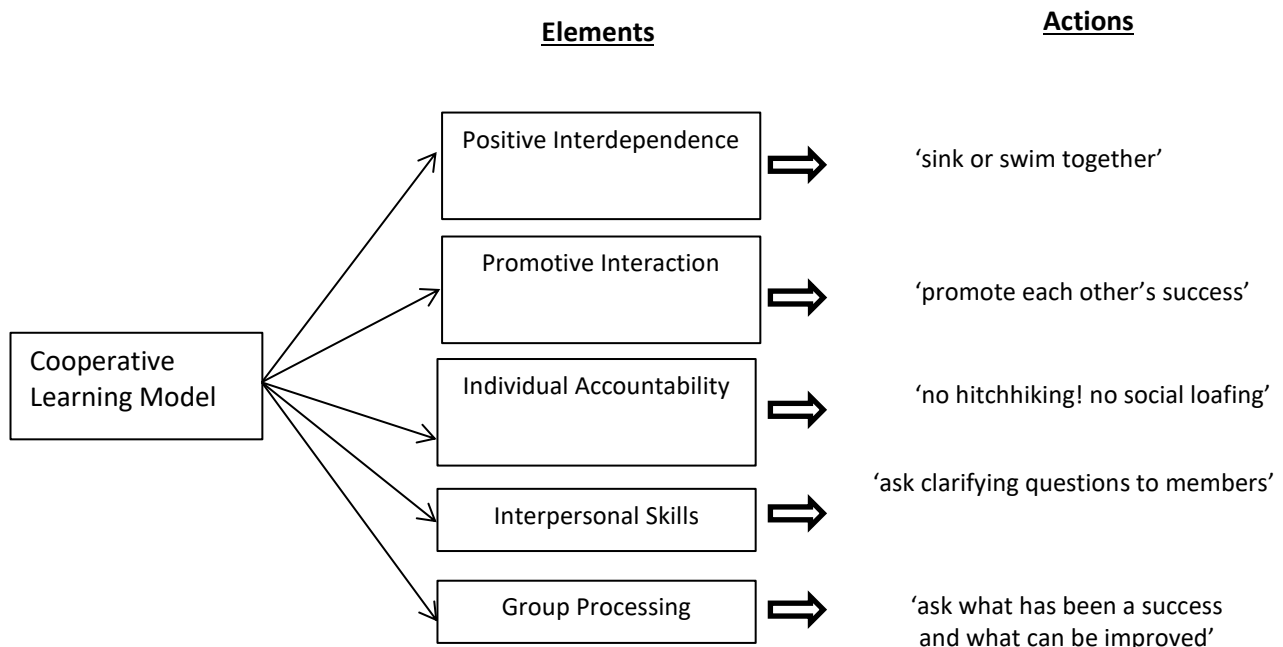 Elements
Actions
Positive Interdependence
‘sink or swim together’
Promotive Interaction
‘promote each other’s success’
Cooperative
Learning Model
Individual Accountability
‘no hitchhiking! no social loafing’
Interpersonal Skills
‘ask clarifying questions to members’
Group Processing
‘ask what has been a success
and what can be improved’